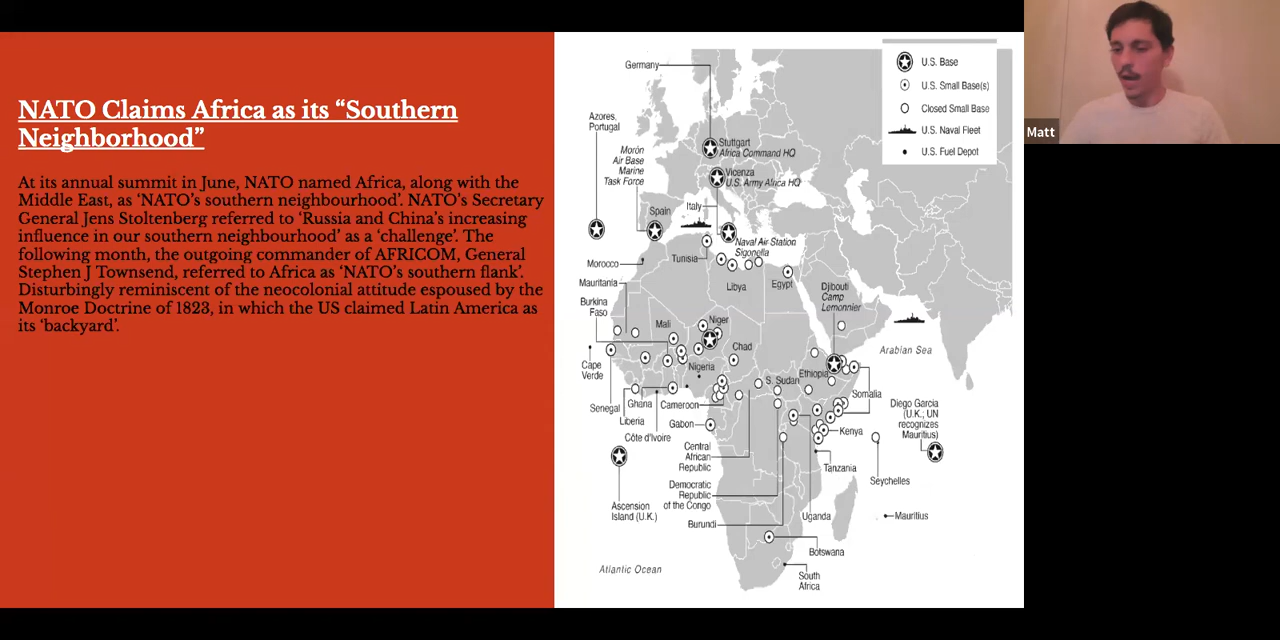 NATO Claims Africa as its “Southern
Neighborhood”
At its annual summit in June, NATO named Africa, along with the
Middle East, as ‘NATO’s southern neighbourhood’. NATO’s Secretary
General Jens Stoltenberg referred to ‘Russia and China’s increasing
influence in our southern neighbourhood’ as a ‘challenge’. The
following month, the outgoing commander of AFRICOM, General
Stephen J Townsend, referred to Africa as ‘NATO’s southern flank’.
Disturbingly reminiscent of the neocolonial attitude espoused by the
Monroe Doctrine of 1823, in which the US claimed Latin America as
its ‘backyard’.
U.S. Base
U.S. Small Base(s)
Closed Small Base
U.S. Naval Fleet
U.S. Fuel Depot
Germany
Azores,
Portugal
Morón
Air Base
Marine
Task Force
Stuttgart
Africa Command HQ
Vicenza
U.S. Army Africa HQ
Spain
Italy
Naval Air Station
Sigonella
Morocco
Tunisia
Libya
Egypt
Djibouti
Camp
Lemonnier
Mauritania
Burkina
Faso
Mali
Niger
Chad
Arabian Sea
Cape
Verde
Nigeria
S. Sudan
Ethiopia
Somalia
Senegal
Ghana
Cameroon
Liberia
Côte d’Ivoire
Gabon
Kenya
Diego Garcia
(U.K.; UN
recognizes
Mauritius)
Central
African
Republic
Tanzania
Seychelles
Democratic
Republic
of the Congo
Ascension
Island (U.K.)
Burundi
Uganda
Mauritius
Botswana
South
Africa
Atlantic Ocean
Matt